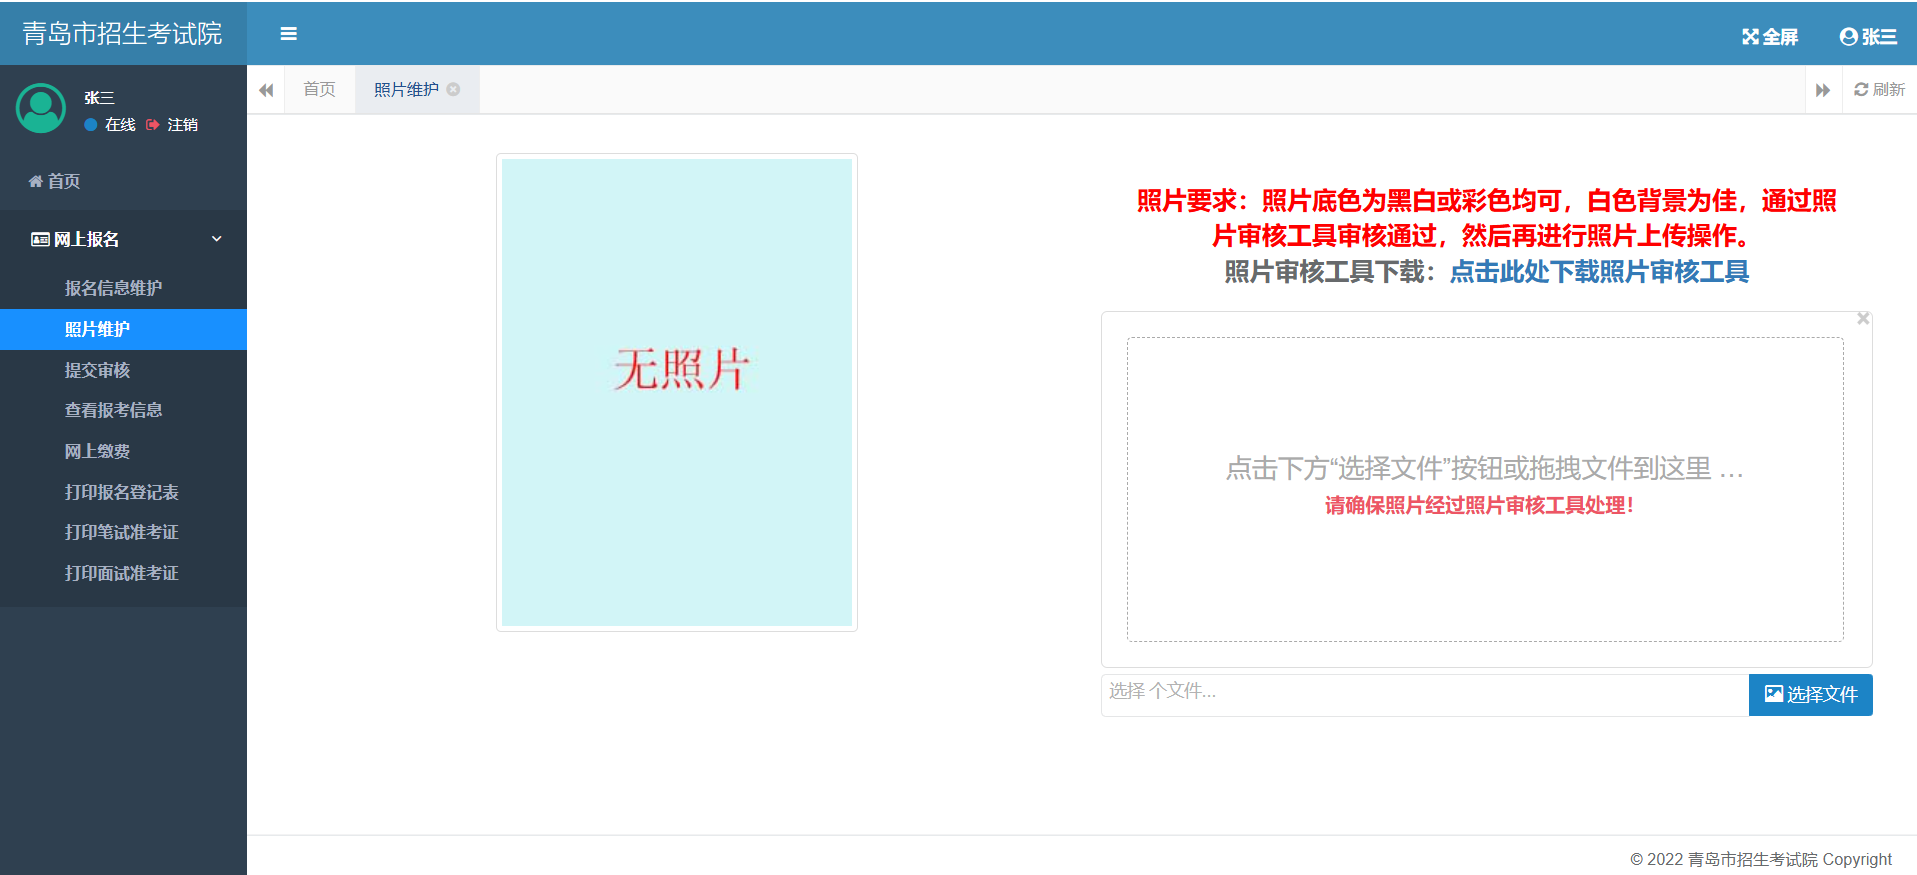 青岛市招生考试院
全屏
张三
张三
在线 注销
首页
照片维护
刷新
首页
网上报名
报名信息维护
照片维护
提交审核
查看报考信息
网上缴费
打印报名登记表
打印笔试准考证
打印面试准考证
无照片
照片要求：照片底色为黑白或彩色均可，白色背景为佳，通过照
片审核工具审核通过，然后再进行照片上传操作。
照片审核工具下载：点击此处下载照片审核工具
点击下方“选择文件”按钮或拖拽文件到这里 …
请确保照片经过照片审核工具处理！
选择 个文件...
选择文件
© 2022 青岛市招生考试院 Copyright